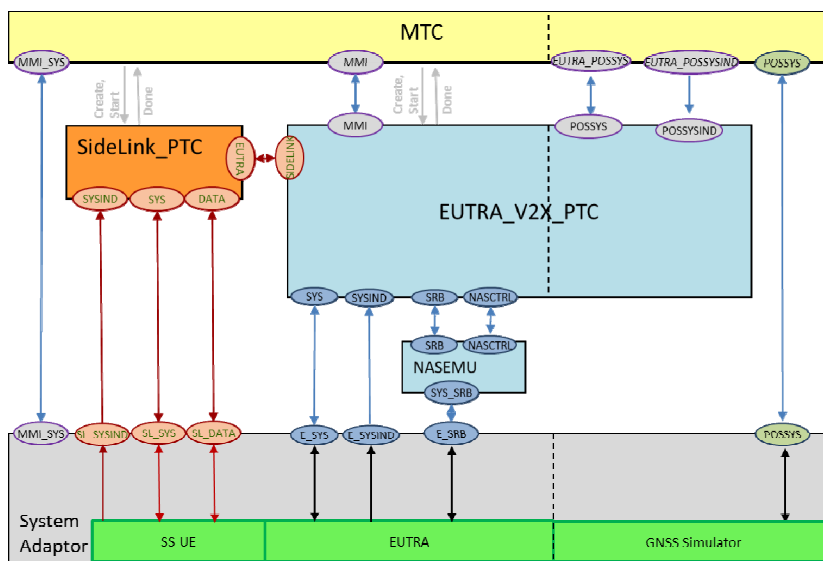 MTC
MMI_SYS
MMI
EUTRA_POSSYS
EUTRA_POSSYSIND
POSSYS
Create,
Start
Done
Create,
Start
Done
SideLink_PTC
EUTRA
SIDELINK
MMI
POSSYS
POSSYSIND
SYSIND
SYS
DATA
EUTRA_V2X_PTC
SYS
SYSIND
SRB
NASCTRL
SRB
NASCTRL
NASEMU
SYS_SRB
MMI_SYS
SL_SYSIND
SL_SYS
SL_DATA
E_SYS
E_SYSIND
E_SRB
POSSYS
System
Adaptor
SS UE
EUTRA
GNSS Simulator